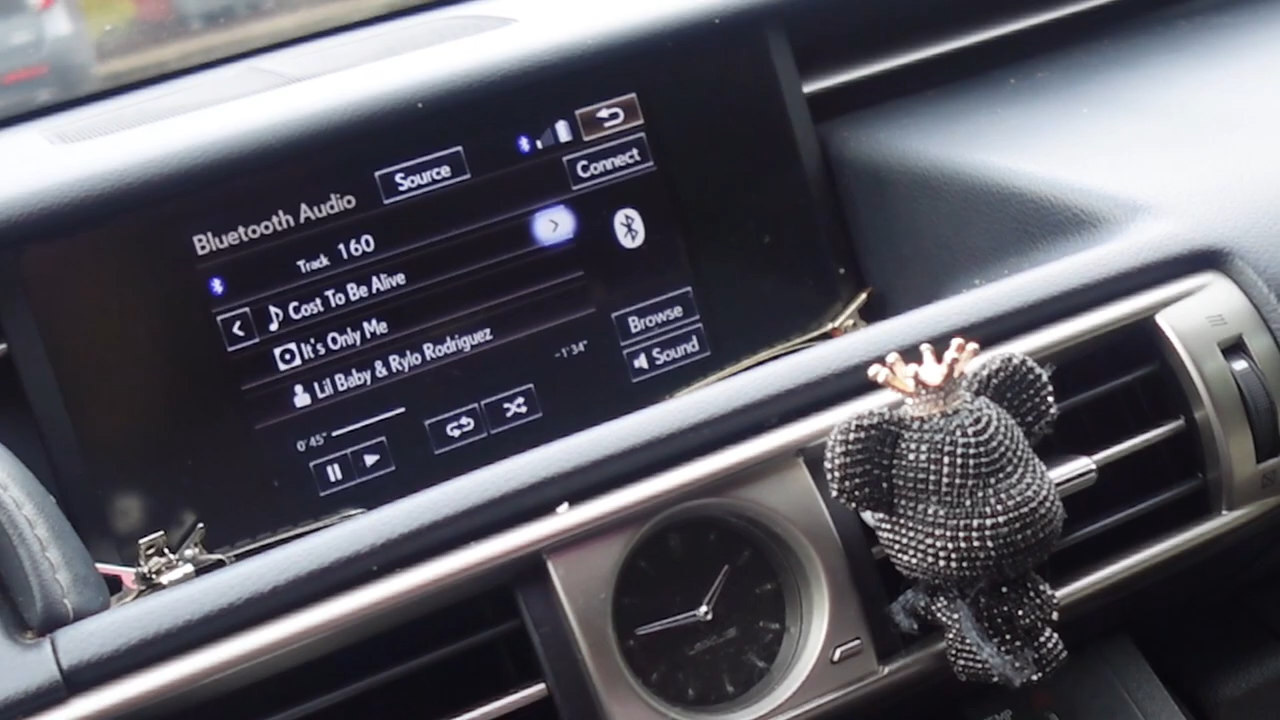 Source
Connect
Bluetooth Audio
Track 160
Cost To Be Alive
It's Only Me
Lil Baby & Rylo Rodriguez
Browse
Sound
0'45"
-1'34"